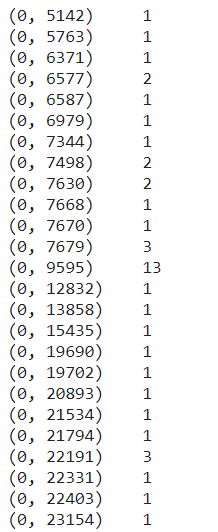 (0, 5142) 1
(0, 5763) 1
(0, 6371) 1
(0, 6577) 2
(0, 6587) 1
(0, 6979) 1
(0, 7344) 1
(0, 7498) 2
(0, 7630) 2
(0, 7668) 1
(0, 7670) 1
(0, 7679) 3
(0, 9595) 13
(0, 12832) 1
(0, 13858) 1
(0, 15435) 1
(0, 19690) 1
(0, 19702) 1
(0, 20893) 1
(0, 21534) 1
(0, 21794) 1
(0, 22191) 3
(0, 22331) 1
(0, 22403) 1
(0, 23154) 1